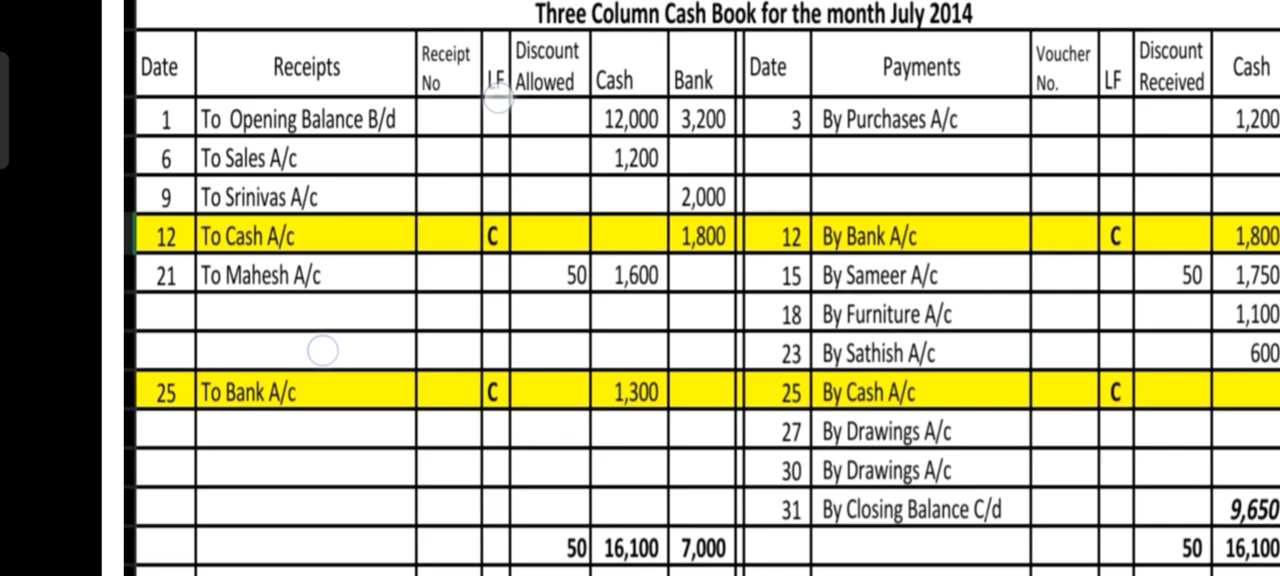 Three Column Cash Book for the month July 2014
Date Receipts Receipt No LF Discount Allowed Cash Bank Date Payments Voucher No. LF Discount Received Cash
1 To Opening Balance B/d 12,000 3,200 3 By Purchases A/c 1,200
6 To Sales A/c 1,200
9 To Srinivas A/c 2,000
12 To Cash A/c C 1,800 12 By Bank A/c C 1,800
21 To Mahesh A/c 50 1,600 15 By Sameer A/c 50 1,750
18 By Furniture A/c 1,100
23 By Sathish A/c 600
25 To Bank A/c C 1,300 25 By Cash A/c C
27 By Drawings A/c
30 By Drawings A/c
31 By Closing Balance C/d 9,650
50 16,100 7,000 50 16,100